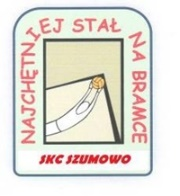 NAJCHĘTNIEJ STAŁ NA BRAMCE
SKC SZUMOWO